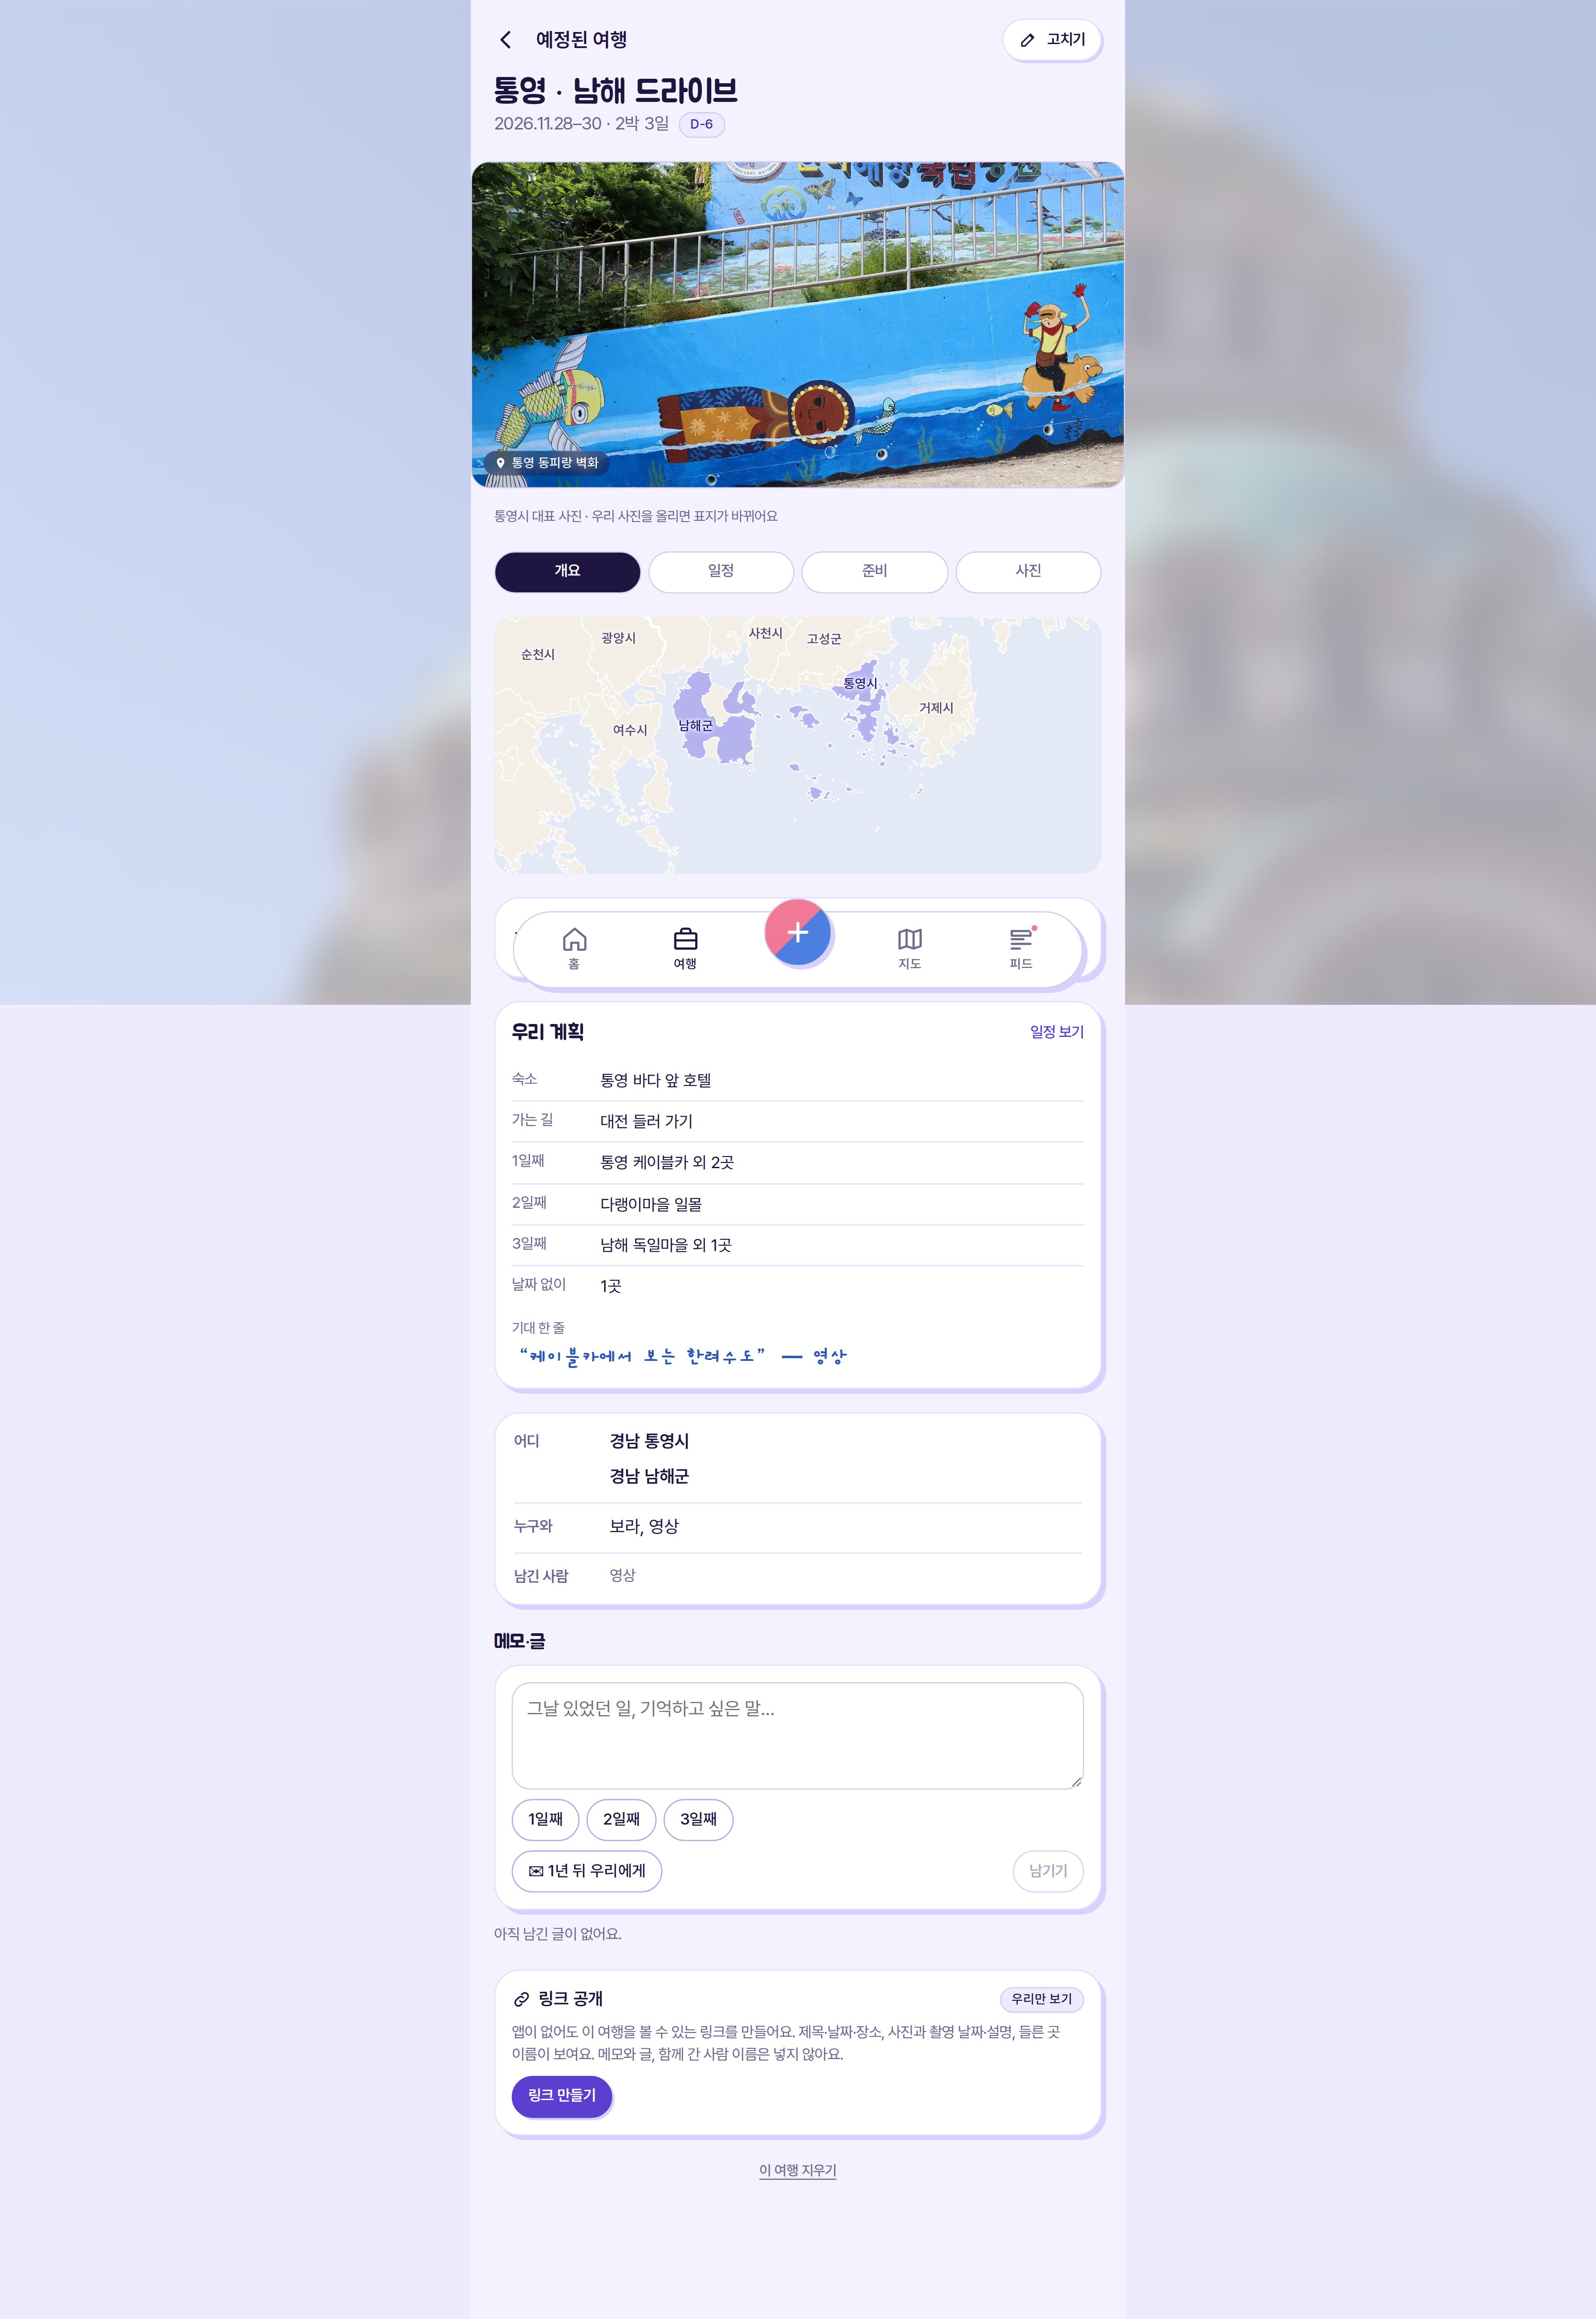 예정된 여행
고치기
통영 · 남해 드라이브
2026.11.28–30 · 2박 3일 D-6
통영 동피랑 벽화
통영시 대표 사진 · 우리 사진을 올리면 표지가 바뀌어요
개요
일정
준비
사진
순천시
광양시
사천시
고성군
통영시
거제시
여수시
남해군
홈
여행
지도
피드
우리 계획
일정 보기
숙소 통영 바다 앞 호텔
가는 길 대전 들러 가기
1일째 통영 케이블카 외 2곳
2일째 다랭이마을 일몰
3일째 남해 독일마을 외 1곳
날짜 없이 1곳
기대 한 줄
“케이블카에서 보는 한려수도” — 영상
어디 경남 통영시
경남 남해군
누구와 보라, 영상
남긴 사람 영상
메모·글
그날 있었던 일, 기억하고 싶은 말...
1일째
2일째
3일째
✉ 1년 뒤 우리에게
남기기
아직 남긴 글이 없어요.
링크 공개
우리만 보기
앱이 없어도 이 여행을 볼 수 있는 링크를 만들어요. 제목·날짜·장소, 사진과 촬영 날짜·설명, 들른 곳
이름이 보여요. 메모와 글, 함께 간 사람 이름은 넣지 않아요.
링크 만들기
이 여행 지우기